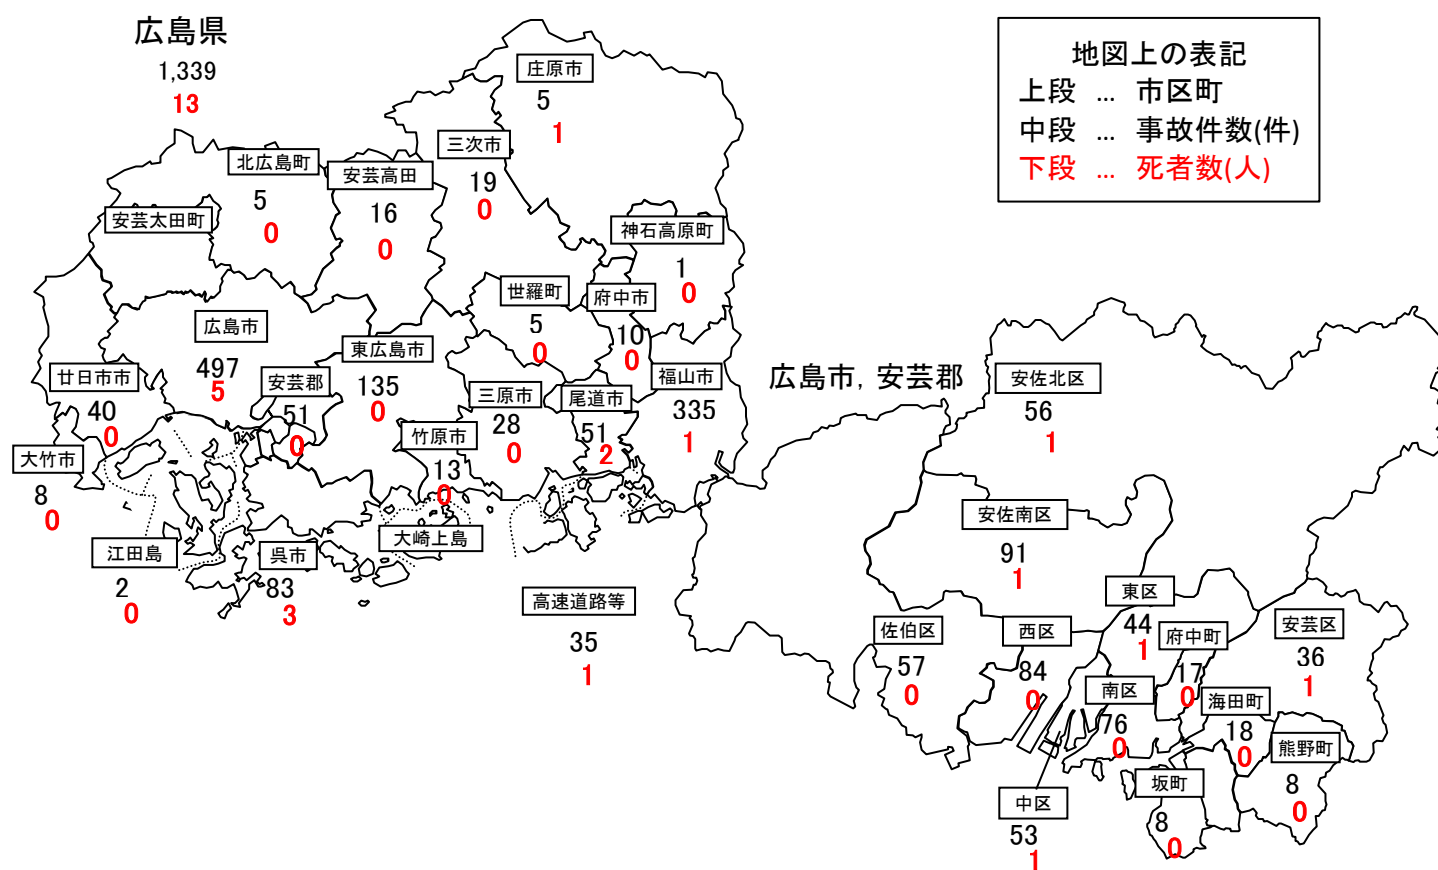 広島県
1,339
13
地図上の表記
上段 … 市区町
中段 … 事故件数(件)
下段 … 死者数(人)
庄原市
5
1
三次市
19
0
北広島町
5
0
安芸高田
16
0
安芸太田町
神石高原町
1
0
世羅町
5
0
府中市
10
0
広島市
497
5
東広島市
135
0
廿日市市
40
0
安芸郡
51
0
三原市
28
0
尾道市
51
2
福山市
335
1
竹原市
13
0
大竹市
8
0
江田島
2
0
呉市
83
3
大崎上島
高速道路等
35
1
広島市, 安芸郡
安佐北区
56
1
安佐南区
91
1
東区
44
1
府中町
17
0
安芸区
36
1
佐伯区
57
0
西区
84
0
南区
76
0
海田町
18
0
熊野町
8
0
坂町
8
0
中区
53
1